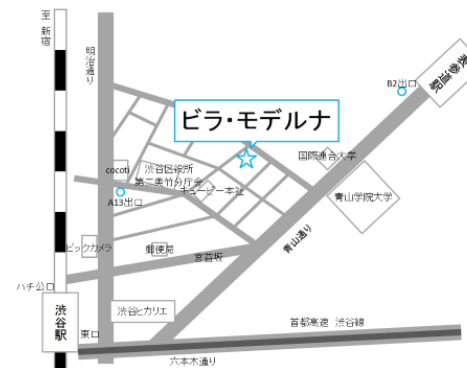 至 新宿
明治通り
表参道駅
B2出口
ビラ・モデルナ
国際連合大学
cocoti
渋谷区役所
第二美竹分庁舎
キューピー本社
A13出口
青山学院大学
青山通り
ビックカメラ
郵便局
宮益坂
ハチ公口
渋谷ヒカリエ
渋谷駅
東口
首都高速 渋谷線
六本木通り